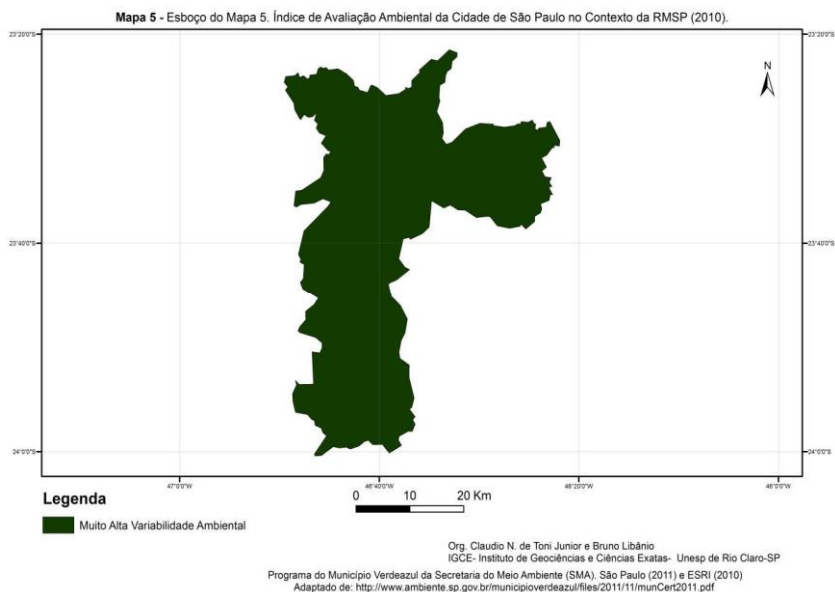 Mapa 5 - Esboço do Mapa 5. Índice de Avaliação Ambiental da Cidade de São Paulo no Contexto da RMSP (2010).
23°20'0"S
23°20'0"S
N
23°40'0"S
23°40'0"S
24°0'0"S
24°0'0"S
47°0'0"W
46°40'0"W
46°20'0"W
46°0'0"W
Legenda
0 10 20 Km
Muito Alta Variabilidade Ambiental
Org. Claudio N. de Toni Junior e Bruno Libânio
IGCE- Instituto de Geociências e Ciências Exatas- Unesp de Rio Claro-SP
Programa do Município Verdeazul da Secretaria do Meio Ambiente (SMA). São Paulo (2011) e ESRI (2010)
Adaptado de: http://www.ambiente.sp.gov.br/municipioverdeazul/files/2011/11/munCert2011.pdf